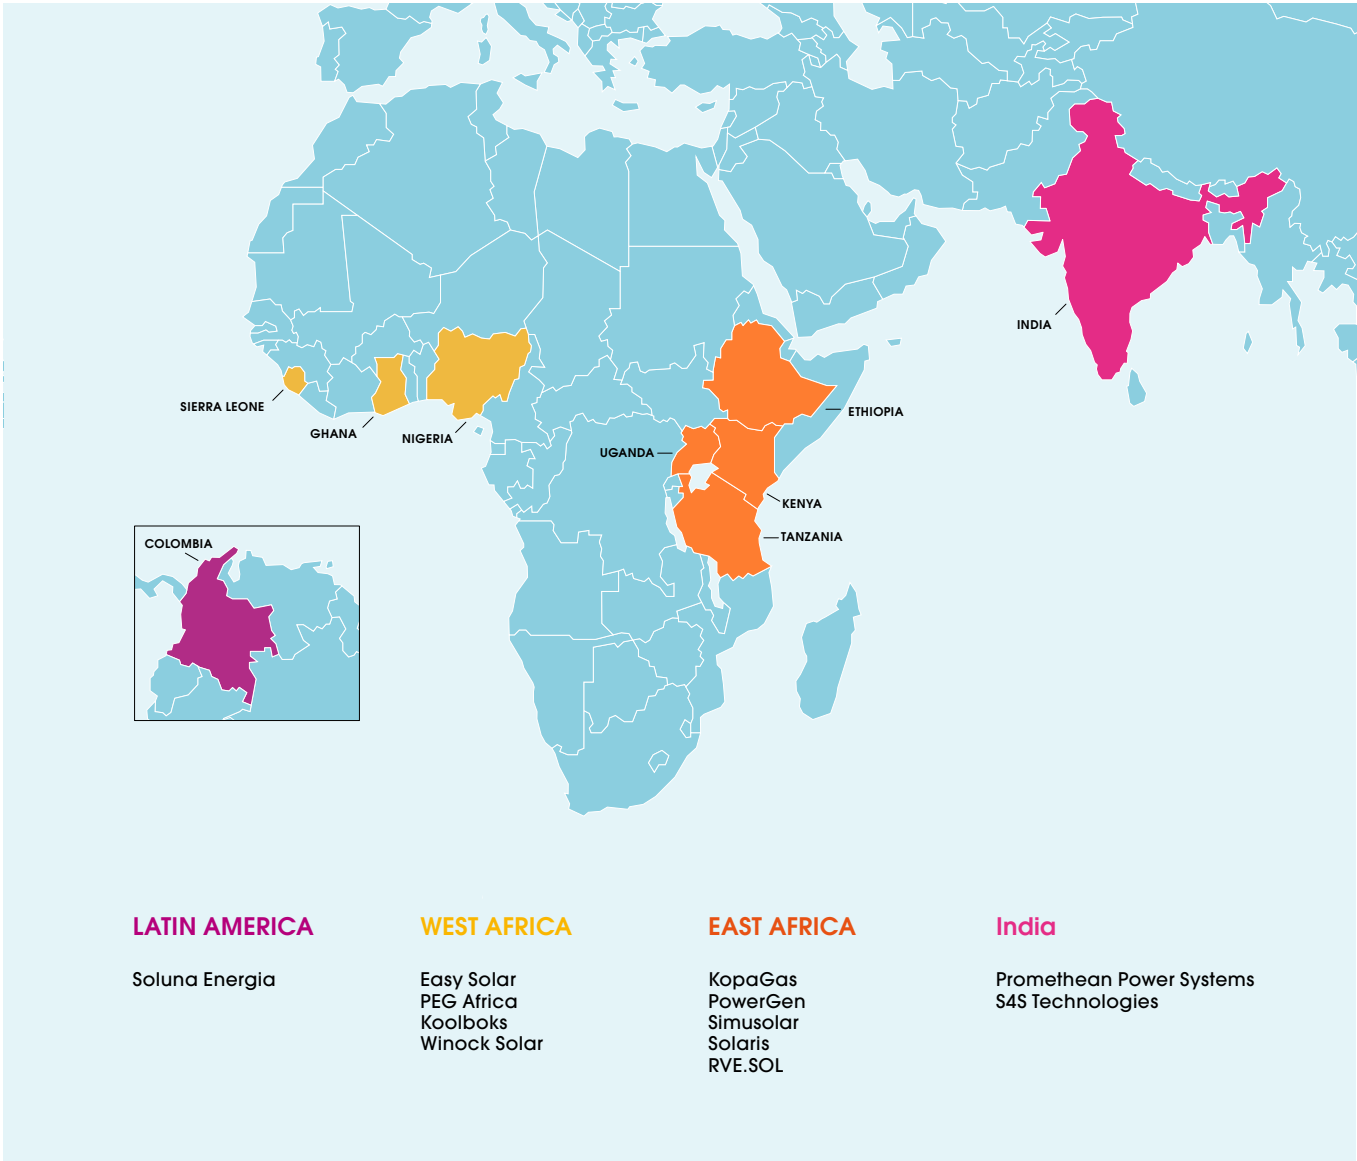 INDIA
SIERRA LEONE
ETHIOPIA
GHANA
NIGERIA
UGANDA
KENYA
TANZANIA
COLOMBIA
LATIN AMERICA
Soluna Energia
WEST AFRICA
Easy Solar
PEG Africa
Koolboks
Winock Solar
EAST AFRICA
KopaGas
PowerGen
Simusolar
Solaris
RVE.SOL
India
Promethean Power Systems
S4S Technologies